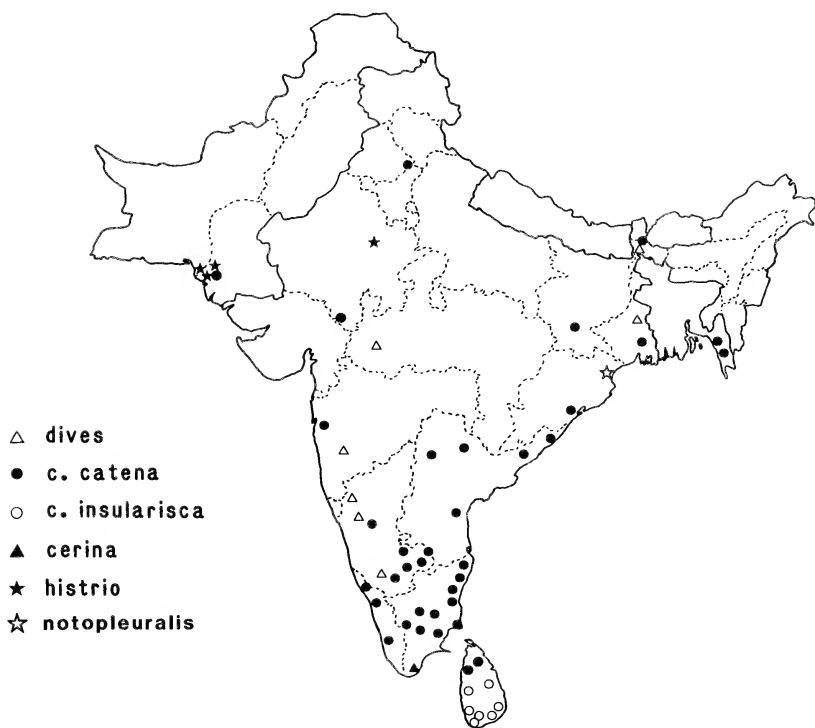 dives
c. catena
c. insularisca
cerina
histrio
notopleuralis